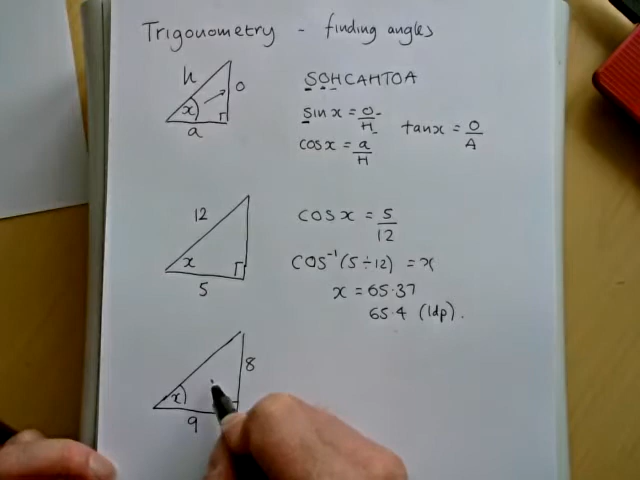 Trigonometry - finding angles
h
o
x
a
SOHCAHTOA
sin x = O/H
cos x = a/H
tan x = O/A
12
x
5
cos x = 5/12
cos⁻¹ (5 ÷ 12) = x
x = 65.37
65.4 (1dp).
8
x
9